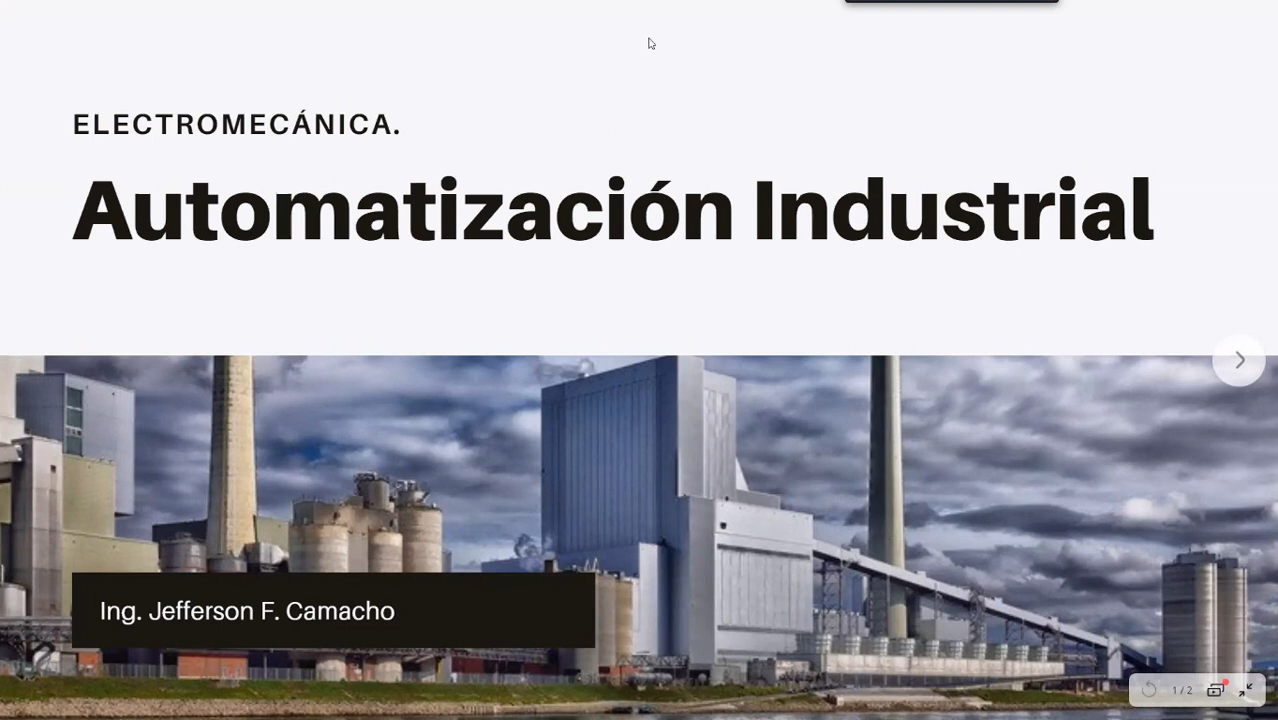 ELECTROMECÁNICA.
Automatización Industrial
Ing. Jefferson F. Camacho
1 / 2